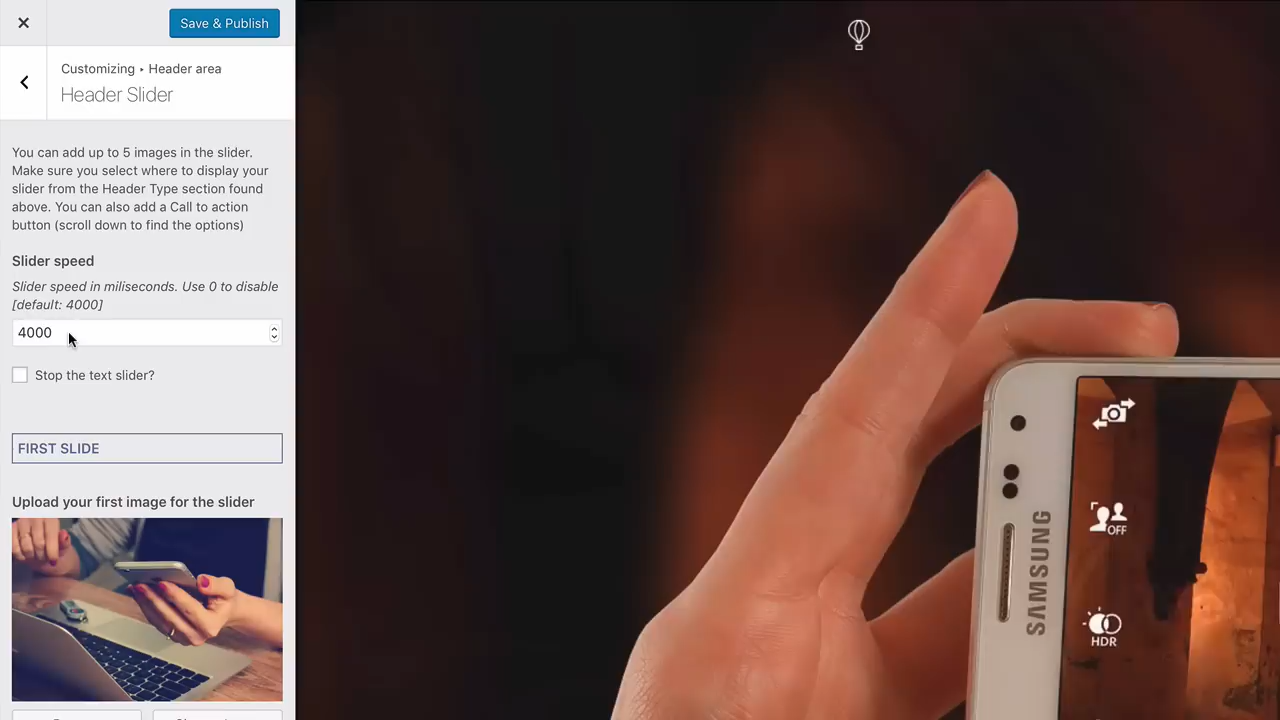 Save & Publish
Customizing ▸ Header area
Header Slider
You can add up to 5 images in the slider.
Make sure you select where to display your
slider from the Header Type section found
above. You can also add a Call to action
button (scroll down to find the options)
Slider speed
Slider speed in miliseconds. Use 0 to disable
[default: 4000]
4000
Stop the text slider?
FIRST SLIDE
Upload your first image for the slider
SAMSUNG
OFF
HDR